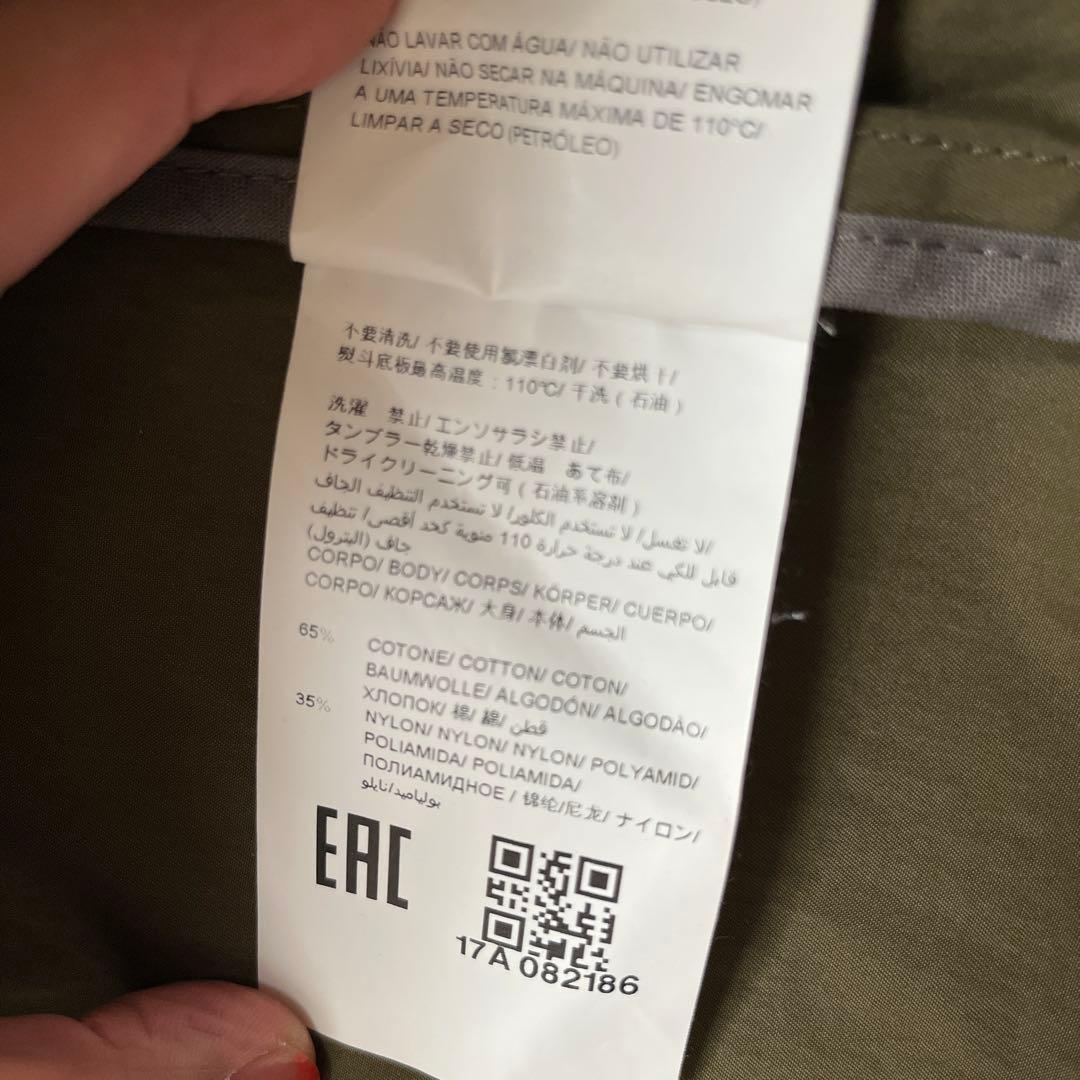 NÃO LAVAR COM ÁGUA/ NÃO UTILIZAR
LIXÍVIA/ NÃO SECAR NA MÁQUINA/ ENGOMAR
A UMA TEMPERATURA MÁXIMA DE 110°C/
LIMPAR A SECO (PETRÓLEO)
不要清洗/ 不要使用氯漂白剂/ 不要烘干/
熨斗底板最高温度 : 110℃/ 干洗 ( 石油 )
洗濯 禁止/ エンソサラシ禁止/
タンブラー乾燥禁止/ 低温 あて布/
ドライクリーニング可 ( 石油系溶剤 )
لا تغسل/ لا تستخدم الكلور/ لا تستخدم التنظيف الجاف/
قابل للكي عند درجة حرارة 110 مئوية كحد أقصى/ تنظيف
جاف (البترول)
CORPO/ BODY/ CORPS/ KÖRPER/ CUERPO/
CORPO/ КОРСАЖ/ 大身/ 本体/ الجسم
65% COTONE/ COTTON/ COTON/
BAUMWOLLE/ ALGODÓN/ ALGODÃO/
ХЛОПОК/ 棉/ 綿/ قطن
35% NYLON/ NYLON/ NYLON/ POLYAMID/
POLIAMIDA/ POLIAMIDA/
ПОЛИАМИДНОЕ / 锦纶/尼龙/ ナイロン/
بولياميد/نايلو
EAC
17A 082186